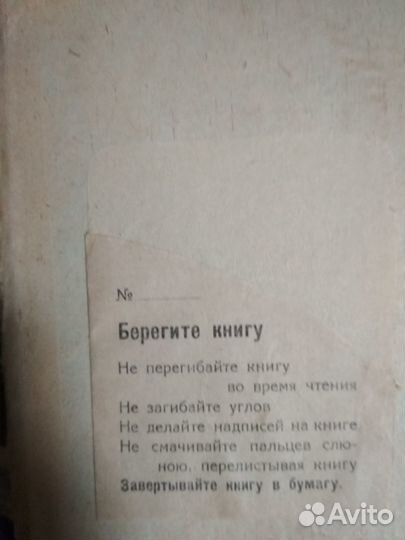 №
Берегите книгу
Не перегибайте книгу
во время чтения
Не загибайте углов
Не делайте надписей на книге
Не смачивайте пальцев слю-
ною, перелистывая книгу
Завертывайте книгу в бумагу.
Avito